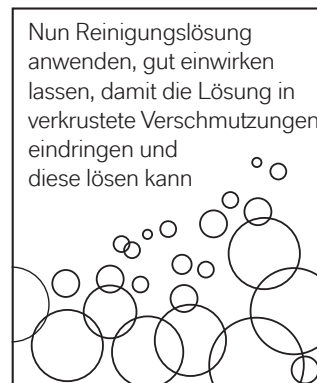 Nun Reinigungslösung
anwenden, gut einwirken
lassen, damit die Lösung in
verkrustete Verschmutzungen
eindringen und
diese lösen kann